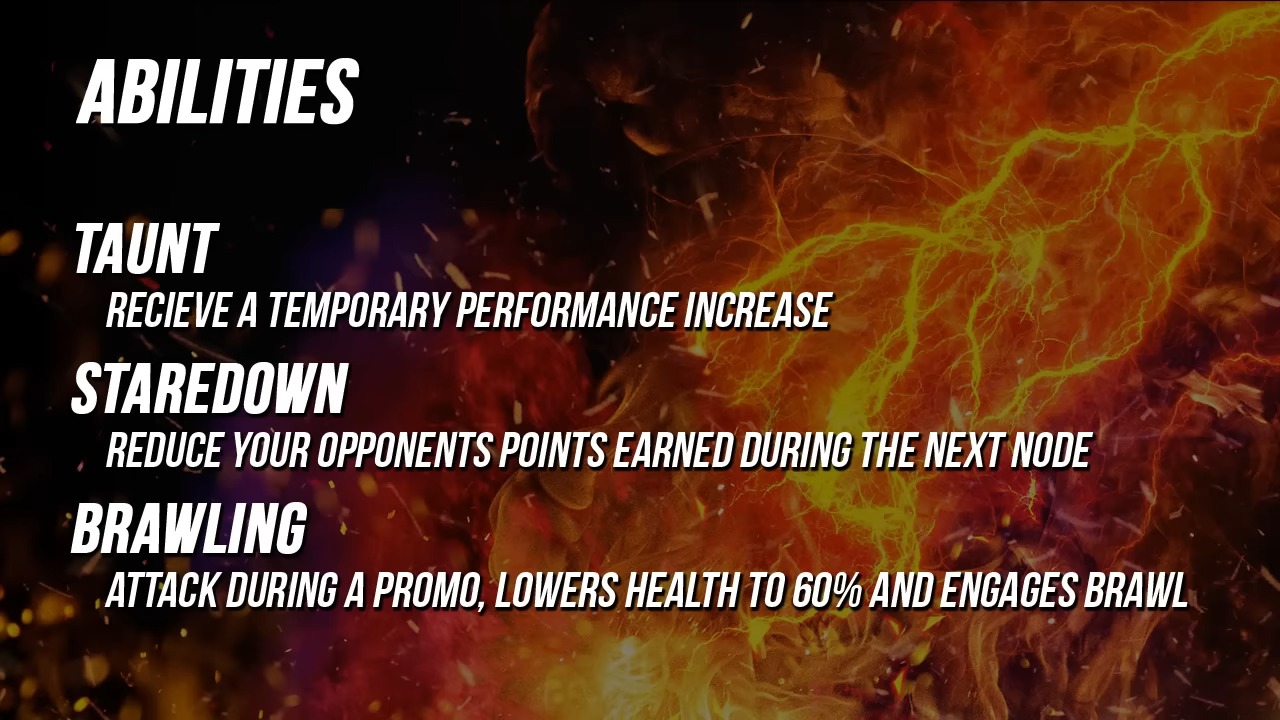 ABILITIES
TAUNT
RECIEVE A TEMPORARY PERFORMANCE INCREASE
STAREDOWN
REDUCE YOUR OPPONENTS POINTS EARNED DURING THE NEXT NODE
BRAWLING
ATTACK DURING A PROMO, LOWERS HEALTH TO 60% AND ENGAGES BRAWL